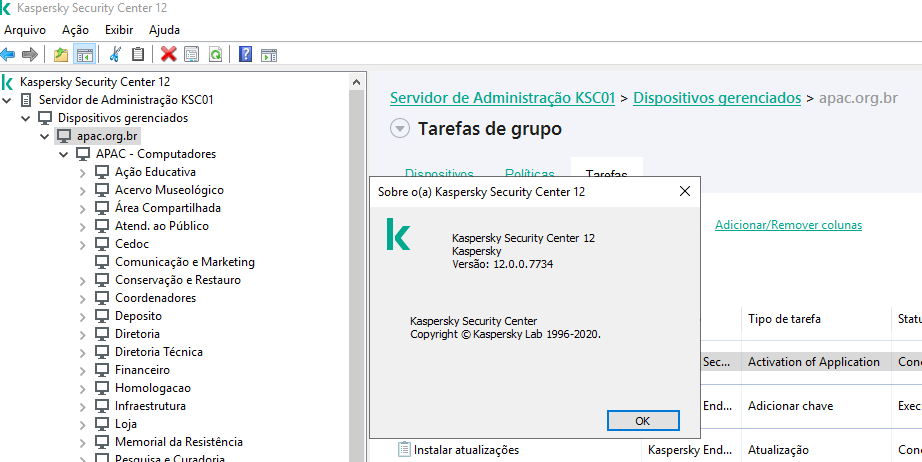 Kaspersky Security Center 12
Arquivo Ação Exibir Ajuda
Kaspersky Security Center 12
Servidor de Administração KSC01
Dispositivos gerenciados
apac.org.br
APAC - Computadores
Ação Educativa
Acervo Museológico
Área Compartilhada
Atend. ao Público
Cedoc
Comunicação e Marketing
Conservação e Restauro
Coordenadores
Deposito
Diretoria
Diretoria Técnica
Financeiro
Homologacao
Infraestrutura
Loja
Memorial da Resistência
Pesquisa e Curadoria
Servidor de Administração KSC01 > Dispositivos gerenciados > apac.org.br
Tarefas de grupo
Dispositivos Políticas Tarefas
Sobre o(a) Kaspersky Security Center 12
Kaspersky Security Center 12
Kaspersky
Versão: 12.0.0.7734
Kaspersky Security Center
Copyright © Kaspersky Lab 1996-2020.
OK
Adicionar/Remover colunas
Tipo de tarefa Statu
Sec... Activation of Application Conc
End... Adicionar chave Exec
Instalar atualizações Kaspersky End... Atualização Conc